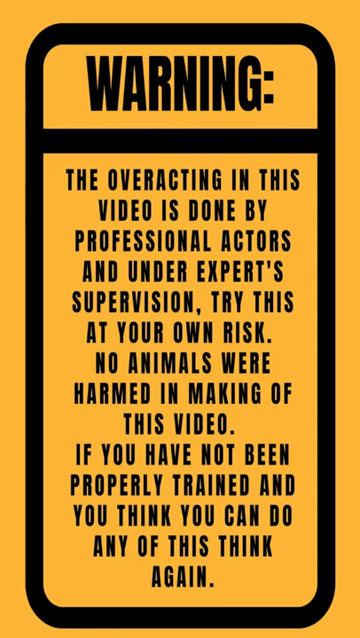 WARNING:
THE OVERACTING IN THIS
VIDEO IS DONE BY
PROFESSIONAL ACTORS
AND UNDER EXPERT'S
SUPERVISION, TRY THIS
AT YOUR OWN RISK.
NO ANIMALS WERE
HARMED IN MAKING OF
THIS VIDEO.
IF YOU HAVE NOT BEEN
PROPERLY TRAINED AND
YOU THINK YOU CAN DO
ANY OF THIS THINK
AGAIN.